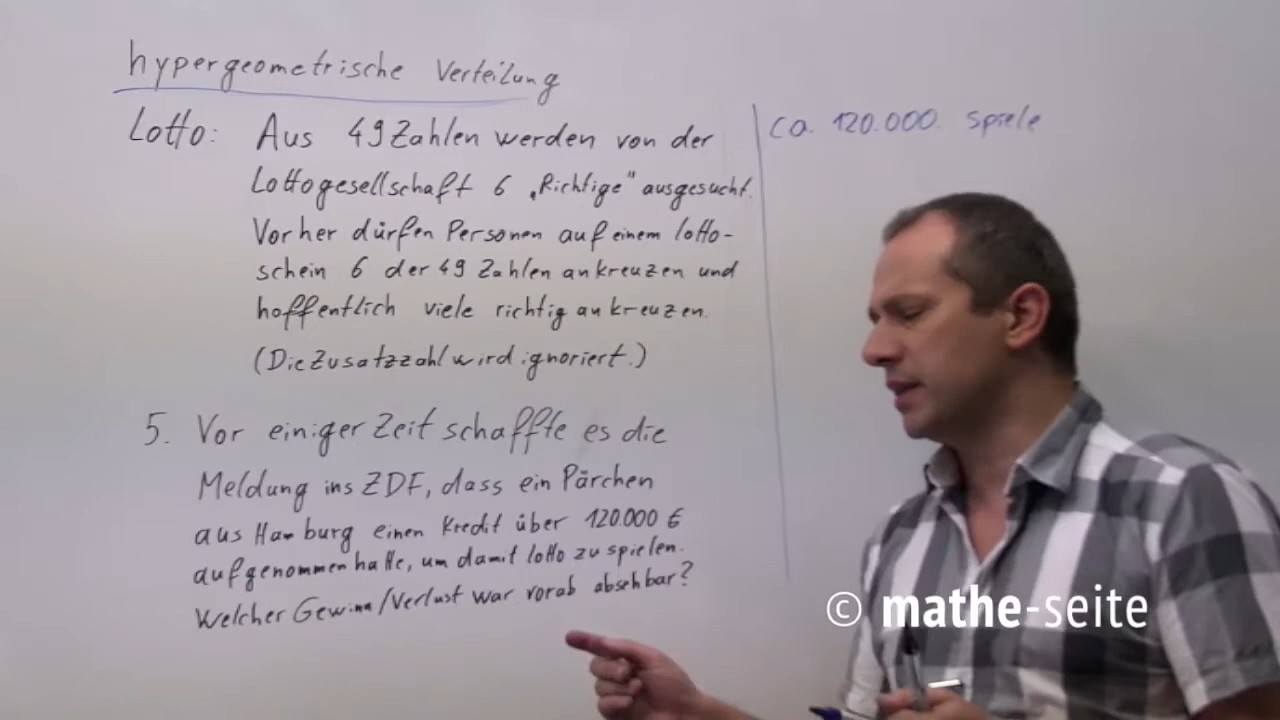 hypergeometrische Verteilung
Lotto: Aus 49 Zahlen werden von der
Lottogesellschaft 6 „Richtige" ausgesucht.
Vorher dürfen Personen auf einem Lotto-
schein 6 der 49 Zahlen ankreuzen und
hoffentlich viele richtig ankreuzen.
(Die Zusatzzahl wird ignoriert.)
5. Vor einiger Zeit schaffte es die
Meldung ins ZDF, dass ein Pärchen
aus Hamburg einen Kredit über 120.000 €
aufgenommen hatte, um damit Lotto zu spielen.
Welcher Gewinn/Verlust war vorab absehbar?
ca. 120.000. Spiele
© mathe-seite